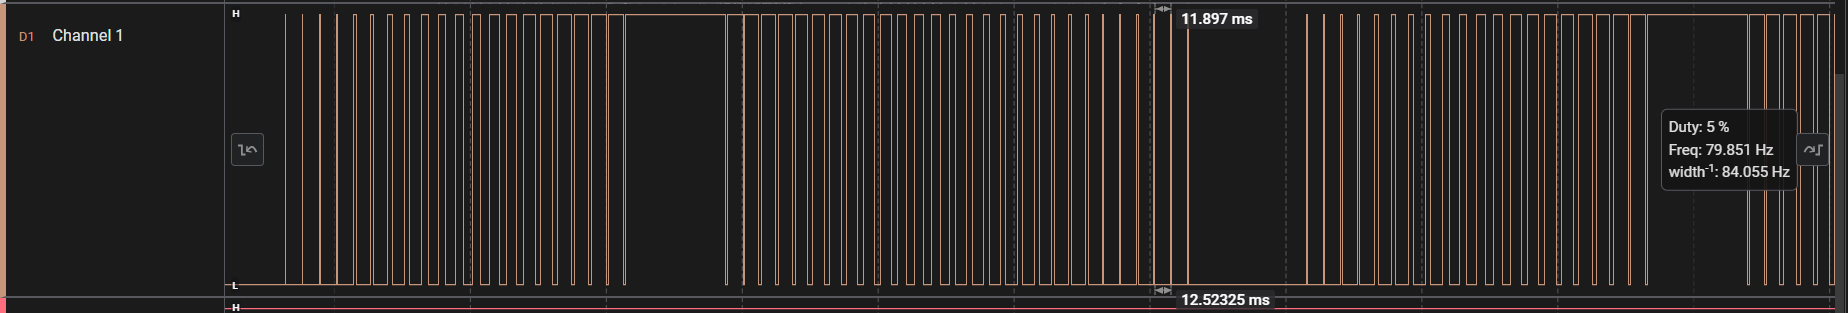 H
D1 Channel 1
11.897 ms
Duty: 5 %
Freq: 79.851 Hz
width⁻¹: 84.055 Hz
L
12.52325 ms
H